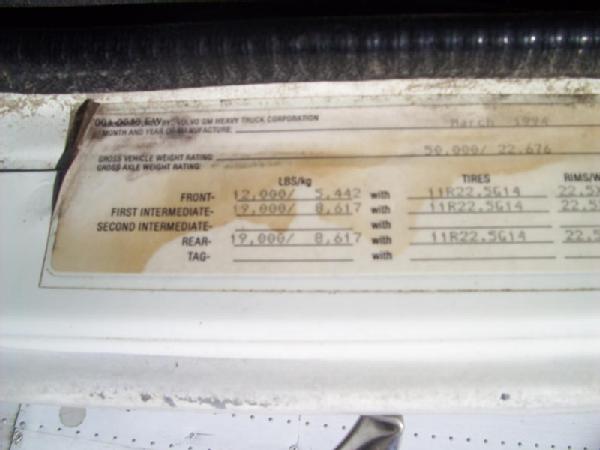 BY: VOLVO GM HEAVY TRUCK CORPORATION
MONTH AND YEAR OF MANUFACTURE: March 1994
GROSS VEHICLE WEIGHT RATING: 50,000/ 22,676
GROSS AXLE WEIGHT RATING:
LBS/kg TIRES RIMS/W
FRONT- 12,000/ 5,442 with 11R22.5G14 22.5
FIRST INTERMEDIATE- 19,000/ 8,617 with 11R22.5G14 22.5
SECOND INTERMEDIATE- with
REAR- 19,000/ 8,617 with 11R22.5G14 22.5
TAG- with